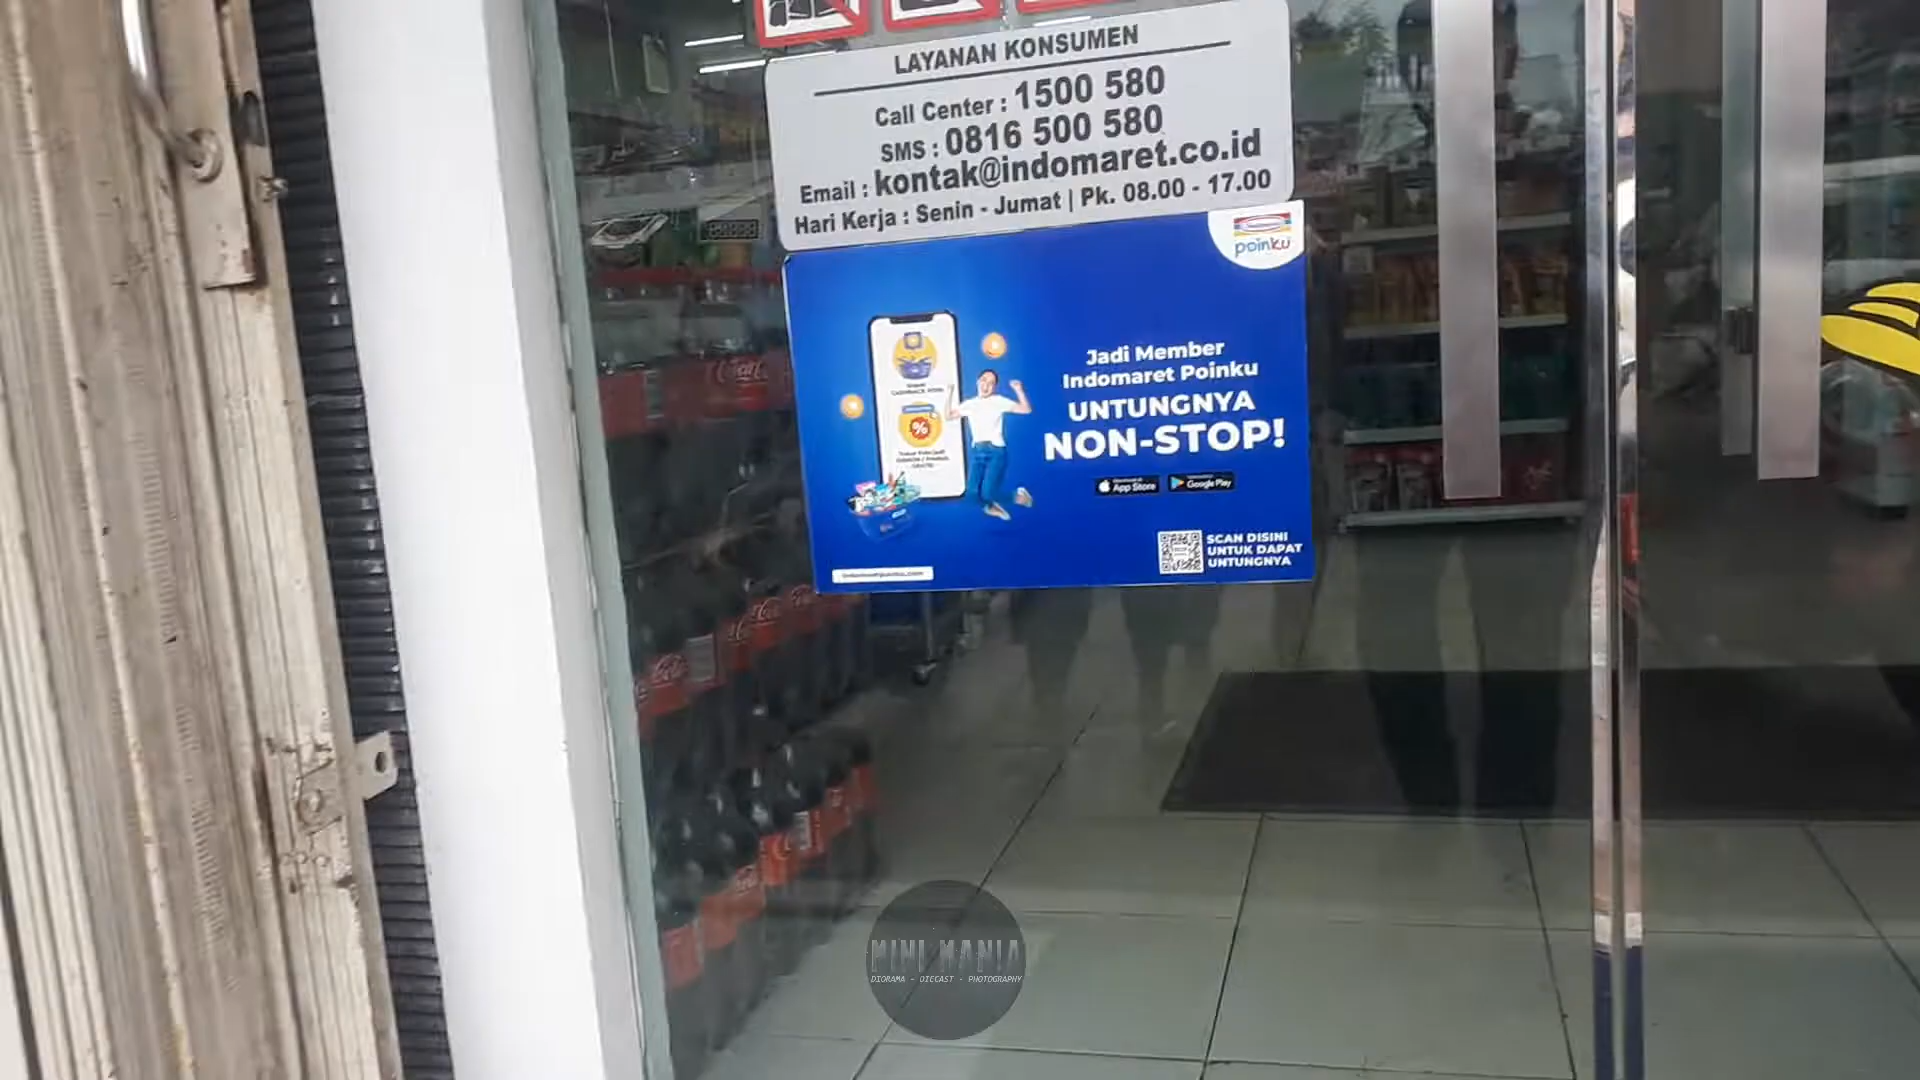 LAYANAN KONSUMEN
Call Center : 1500 580
SMS : 0816 500 580
Email : kontak@indomaret.co.id
Hari Kerja : Senin - Jumat | Pk. 08.00 - 17.00
poinku
Jadi Member
Indomaret Poinku
UNTUNGNYA
NON-STOP!
App Store
Google Play
SCAN DISINI
UNTUK DAPAT
UNTUNGNYA
MINI MANIA
DIORAMA - DIECAST - PHOTOGRAPHY